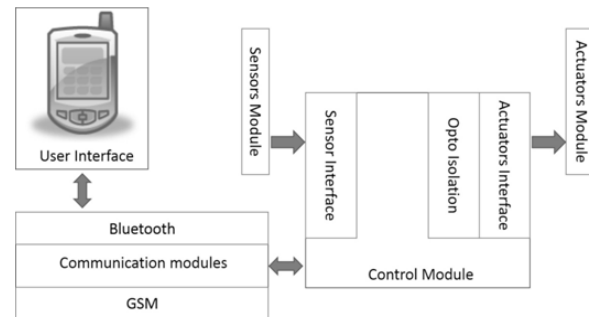 User Interface
Bluetooth
Communication modules
GSM
Sensors Module
Sensor Interface
Opto Isolation
Actuators Interface
Control Module
Actuators Module